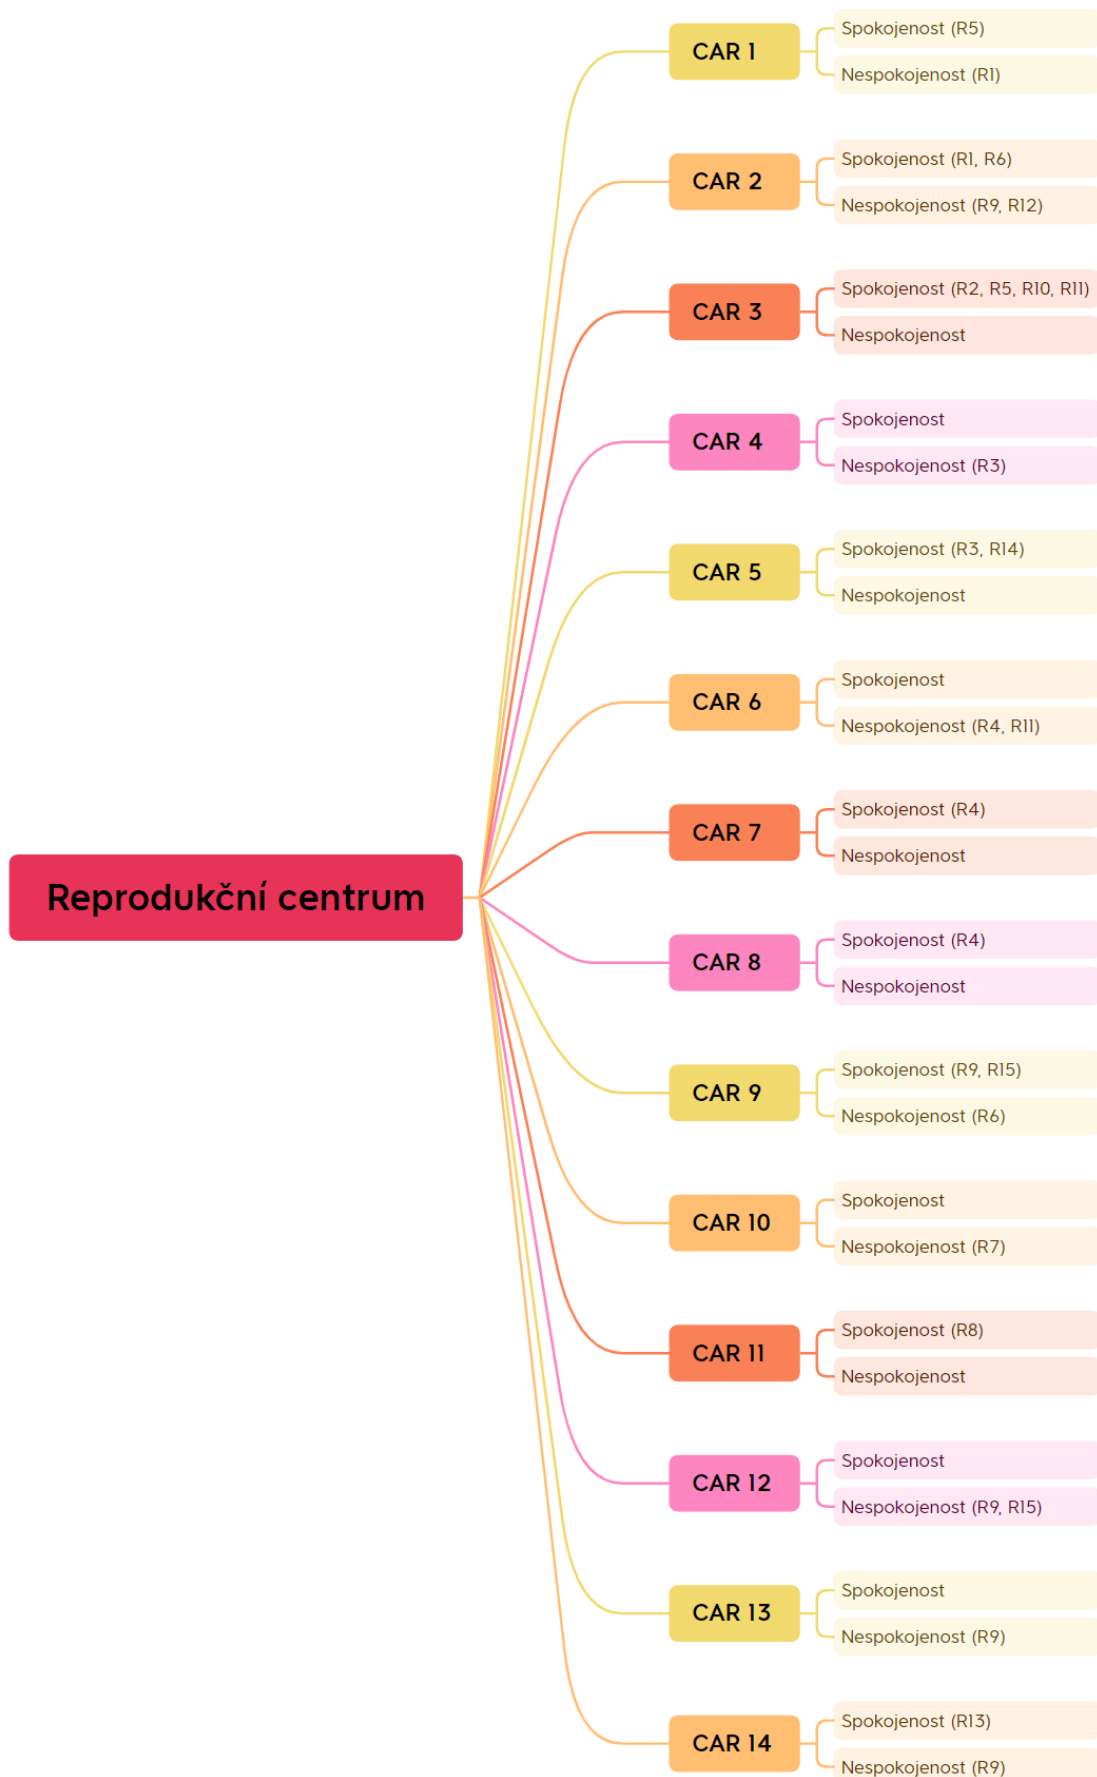 Reprodukční centrum
CAR 1
Spokojenost (R5)
Nespokojenost (R1)
CAR 2
Spokojenost (R1, R6)
Nespokojenost (R9, R12)
CAR 3
Spokojenost (R2, R5, R10, R11)
Nespokojenost
CAR 4
Spokojenost
Nespokojenost (R3)
CAR 5
Spokojenost (R3, R14)
Nespokojenost
CAR 6
Spokojenost
Nespokojenost (R4, R11)
CAR 7
Spokojenost (R4)
Nespokojenost
CAR 8
Spokojenost (R4)
Nespokojenost
CAR 9
Spokojenost (R9, R15)
Nespokojenost (R6)
CAR 10
Spokojenost
Nespokojenost (R7)
CAR 11
Spokojenost (R8)
Nespokojenost
CAR 12
Spokojenost
Nespokojenost (R9, R15)
CAR 13
Spokojenost
Nespokojenost (R9)
CAR 14
Spokojenost (R13)
Nespokojenost (R9)